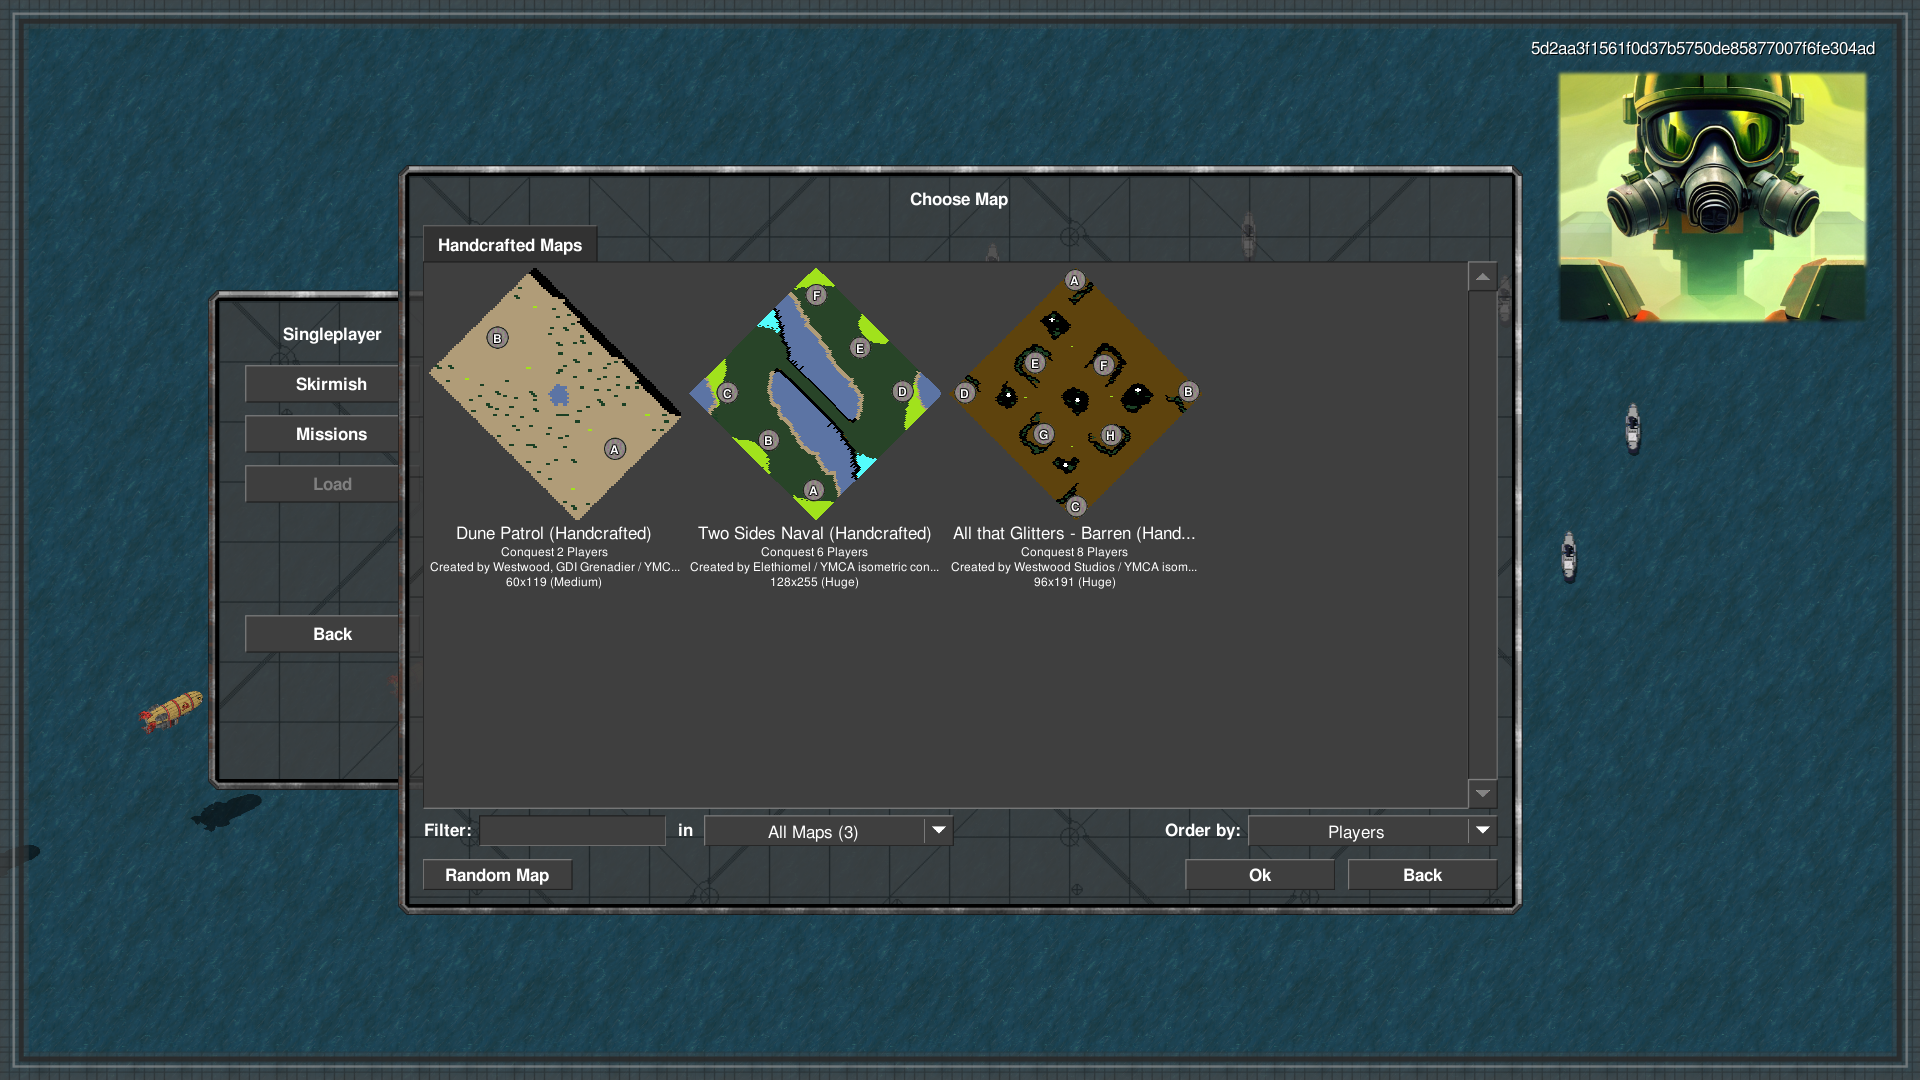 5d2aa3f1561f0d37b5750de85877007f6fe304ad
Choose Map
Handcrafted Maps
Singleplayer
Skirmish
Missions
Load
Back
B
A
F
E
D
C
B
A
A
E
F
D
B
G
H
C
Dune Patrol (Handcrafted)
Conquest 2 Players
Created by Westwood, GDI Grenadier / YMC...
60x119 (Medium)
Two Sides Naval (Handcrafted)
Conquest 6 Players
Created by Elethiomel / YMCA isometric con...
128x255 (Huge)
All that Glitters - Barren (Hand...
Conquest 8 Players
Created by Westwood Studios / YMCA isom...
96x191 (Huge)
Filter:
in
All Maps (3)
Order by:
Players
Random Map
Ok
Back